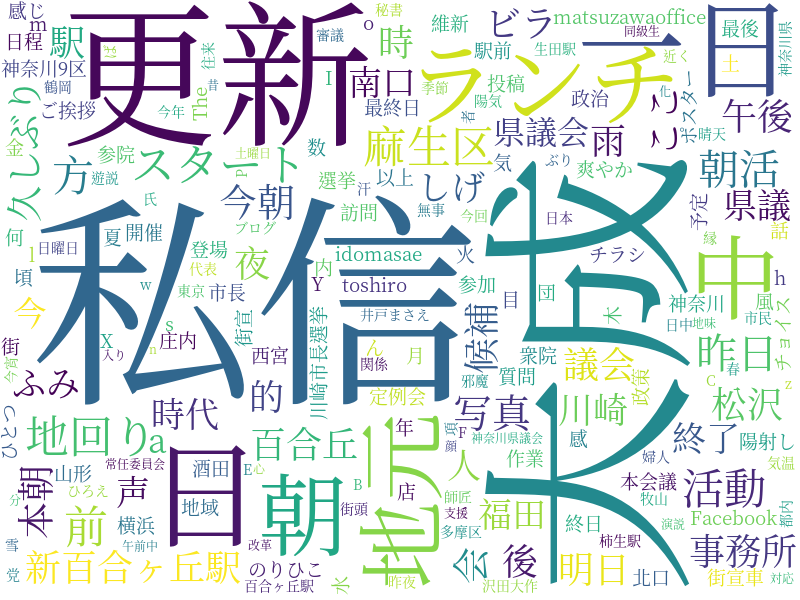 更新
私信
大成
一日
ランチ
中
日
朝
地元
地回り
麻生区
午後
県議会
スタート
方
今朝
夜
雨
朝活
県議
しげ
南口
ビラ
時
駅
久しぶり
感じ
日程
神奈川9区
鶴岡
ご挨拶
参院
金
何
頃
夏
開催
登場
訪問
選挙
以上
数
最終日
投稿
駅前
維新
matsuzawaoffice
政治
idomasae
toshiro
The
秘書
審議
往来
同級生
生田駅
近く
最後
土
神奈川県
ポスター
晴天
爽やか
気
者
陽気
季節
今年
土曜日
遊説
氏
無事
汗
今回
ぶり
日本
チラシ
予定
縁
話
風
神奈川
市民
日中
地味
チョイス
春
昨日
松沢
陽射し
気温
都内
対応
議会
川崎
政策
衆院
団
木
目
火
参加
候補
質問
邪魔
写真
終了
活動
事務所
街宣車
Facebook
本会議
婦人
牧山
演説
柿生駅
北口
明日
終日
作業
感
人
福田
会
後
師匠
支援
顔
神奈川県議会
定例会
月
ん
年
店
街頭
多摩区
沢田大作
昨夜
水
のりひこ
百合ヶ丘駅
改革
心
横浜
午前中
地域
酒田
常任委員会
山形
ひろえ
声
前
新百合ヶ丘駅
本朝
時代
ふみ
的
百合丘
西宮
関係
井戸まさえ
川崎市長選挙
街宣
市長
庄内
東京
代表
ブログ
日曜日
内
今
街
入り
今宵
分
雪
党